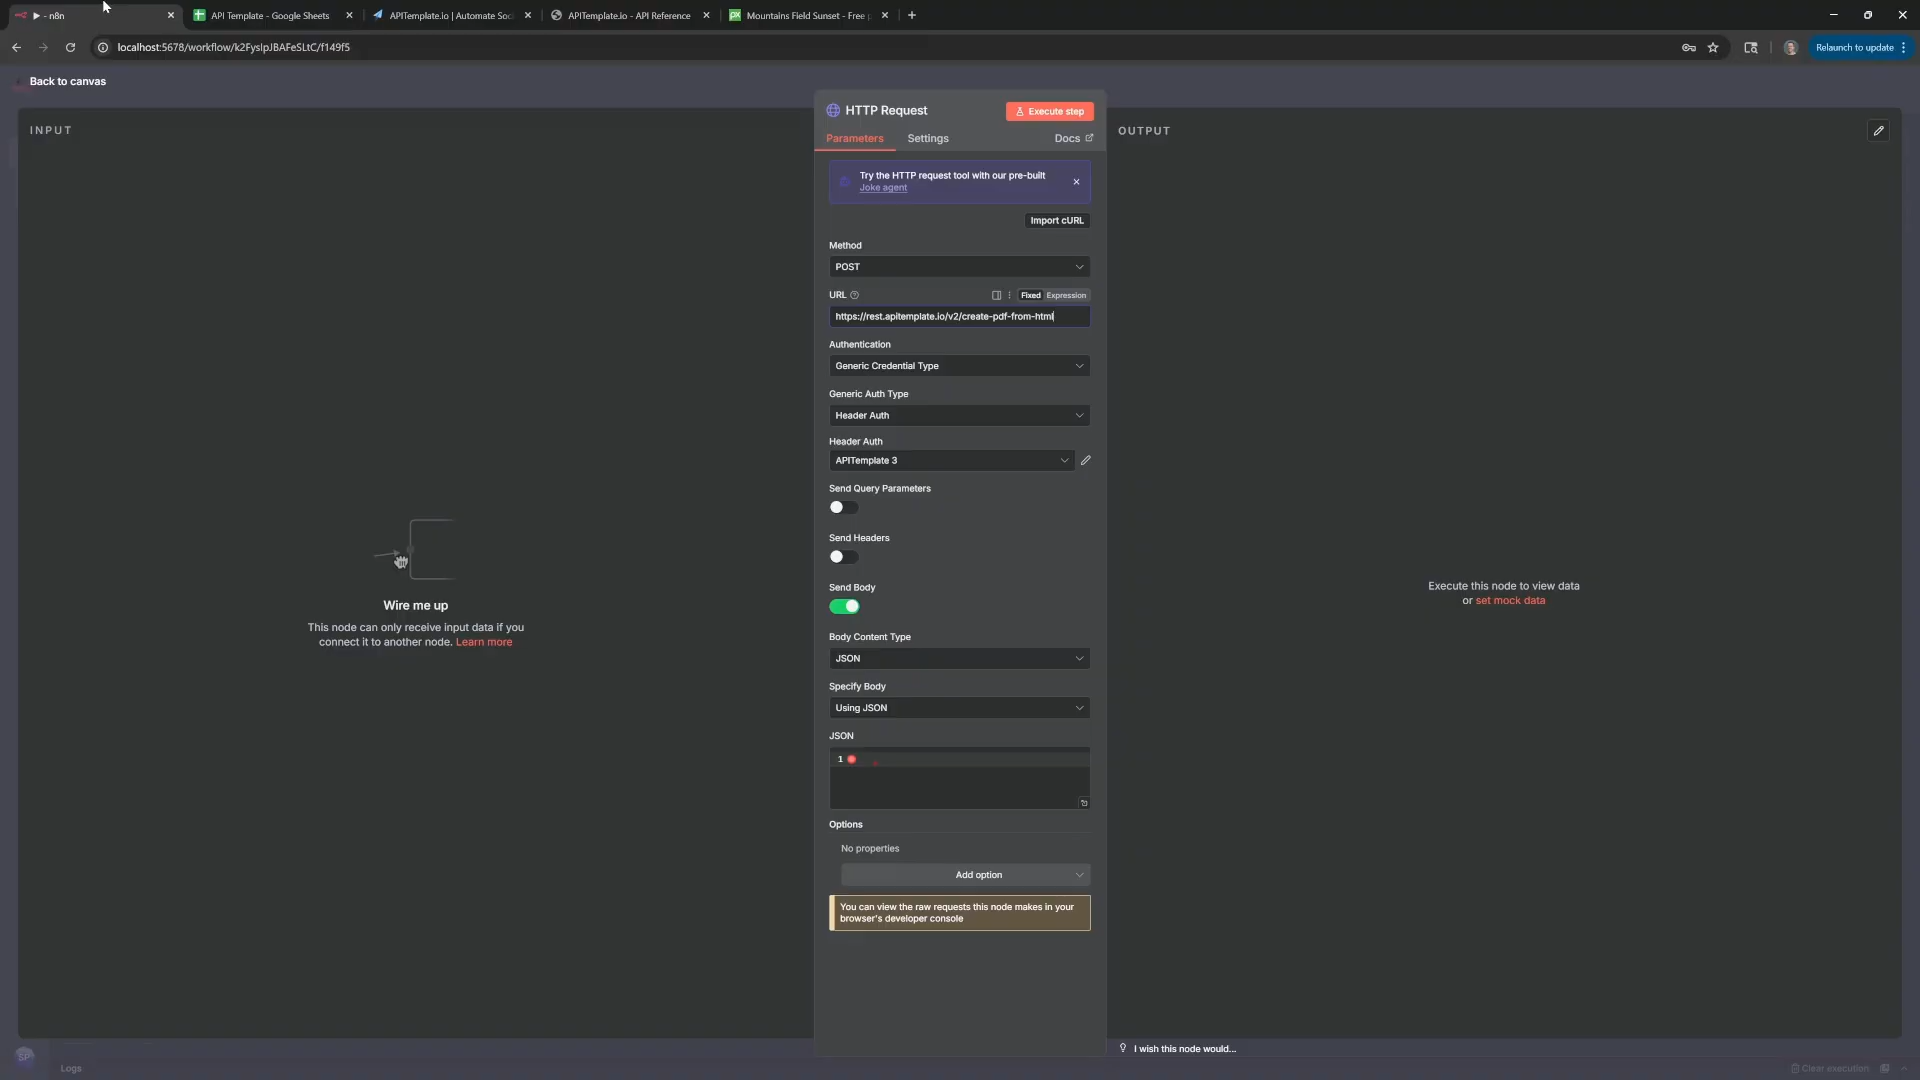 - n8n
API Template - Google Sheets
APITemplate.io | Automate Soc
APITemplate.io - API Reference
Mountains Field Sunset - Free p
localhost:5678/workflow/k2FysIpJBAFeSLtC/f149f5
Relaunch to update
Back to canvas
INPUT
HTTP Request
Execute step
OUTPUT
Parameters
Settings
Docs
Try the HTTP request tool with our pre-built
Joke agent
Import cURL
Method
POST
URL
Fixed
Expression
https://rest.apitemplate.io/v2/create-pdf-from-html
Authentication
Generic Credential Type
Generic Auth Type
Header Auth
Header Auth
APITemplate 3
Send Query Parameters
Send Headers
Send Body
Body Content Type
JSON
Specify Body
Using JSON
JSON
1
Wire me up
This node can only receive input data if you
connect it to another node. Learn more
Execute this node to view data
or set mock data
Options
No properties
Add option
You can view the raw requests this node makes in your
browser's developer console
I wish this node would...
SP
Logs
Clear execution